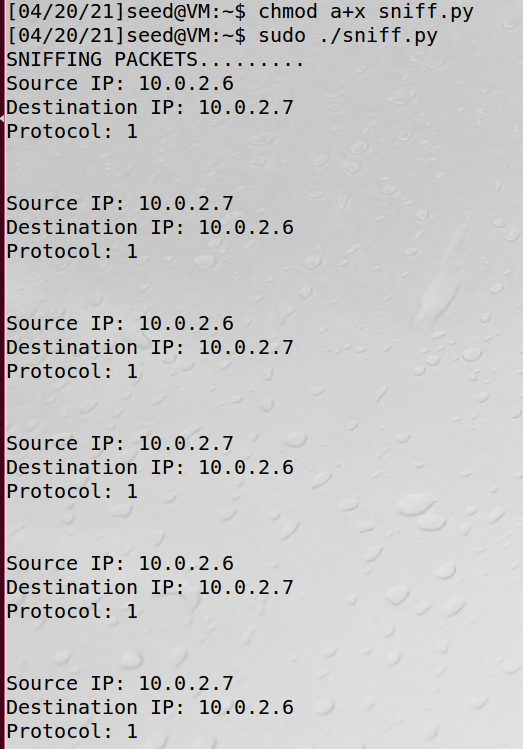 [04/20/21]seed@VM:~$ chmod a+x sniff.py
[04/20/21]seed@VM:~$ sudo ./sniff.py
SNIFFING PACKETS.........
Source IP: 10.0.2.6
Destination IP: 10.0.2.7
Protocol: 1
Source IP: 10.0.2.7
Destination IP: 10.0.2.6
Protocol: 1
Source IP: 10.0.2.6
Destination IP: 10.0.2.7
Protocol: 1
Source IP: 10.0.2.7
Destination IP: 10.0.2.6
Protocol: 1
Source IP: 10.0.2.6
Destination IP: 10.0.2.7
Protocol: 1
Source IP: 10.0.2.7
Destination IP: 10.0.2.6
Protocol: 1